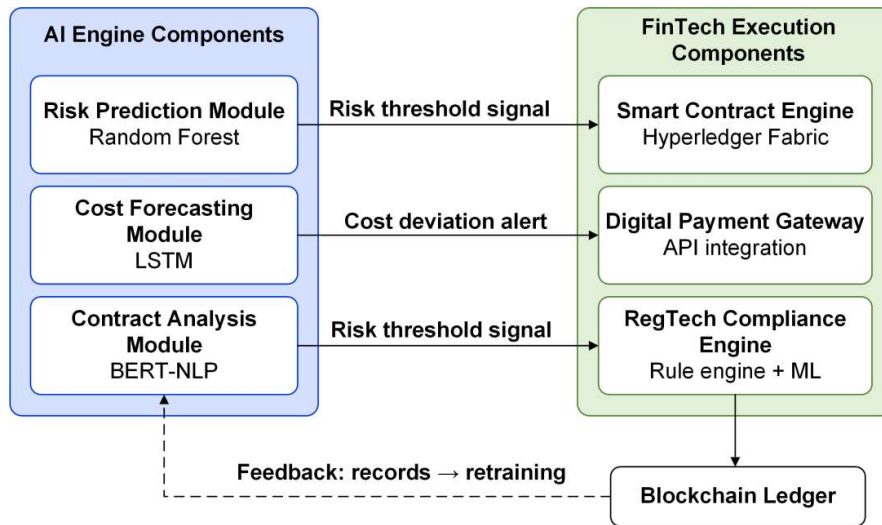 AI Engine Components
Risk Prediction Module
Random Forest
Cost Forecasting
Module
LSTM
Contract Analysis
Module
BERT-NLP
Risk threshold signal
Cost deviation alert
Risk threshold signal
FinTech Execution
Components
Smart Contract Engine
Hyperledger Fabric
Digital Payment Gateway
API integration
RegTech Compliance
Engine
Rule engine + ML
Feedback: records → retraining
Blockchain Ledger